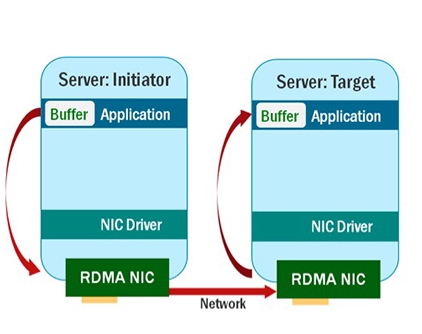 Server: Initiator
Buffer Application
NIC Driver
RDMA NIC
Server: Target
Buffer Application
NIC Driver
RDMA NIC
Network